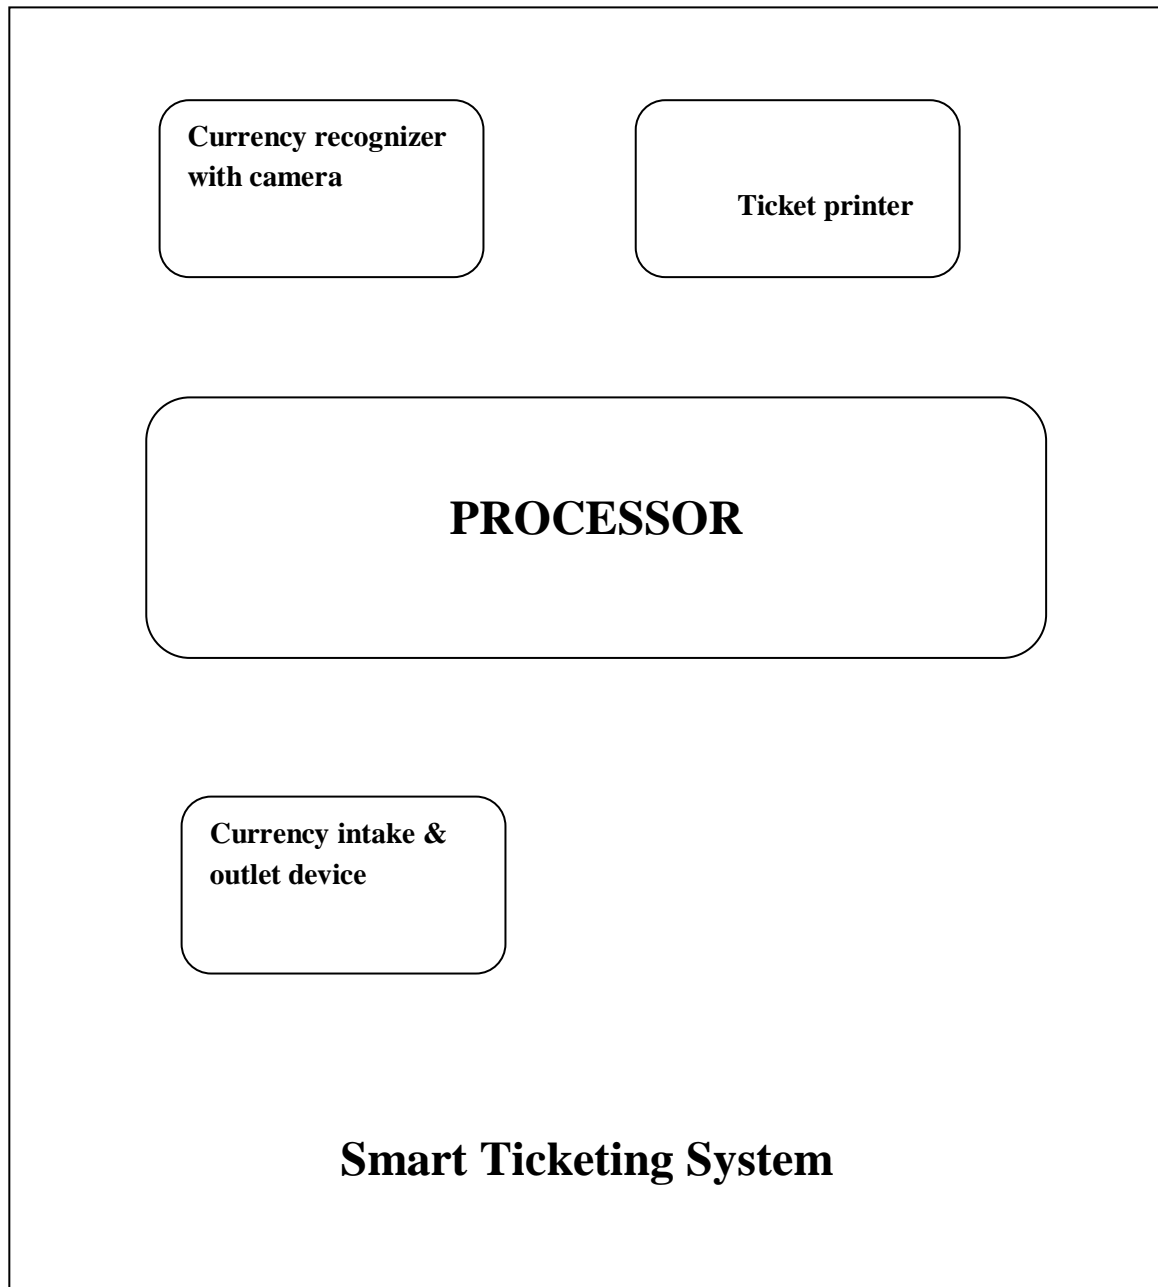 Currency recognizer
with camera
Ticket printer
PROCESSOR
Currency intake &
outlet device
Smart Ticketing System